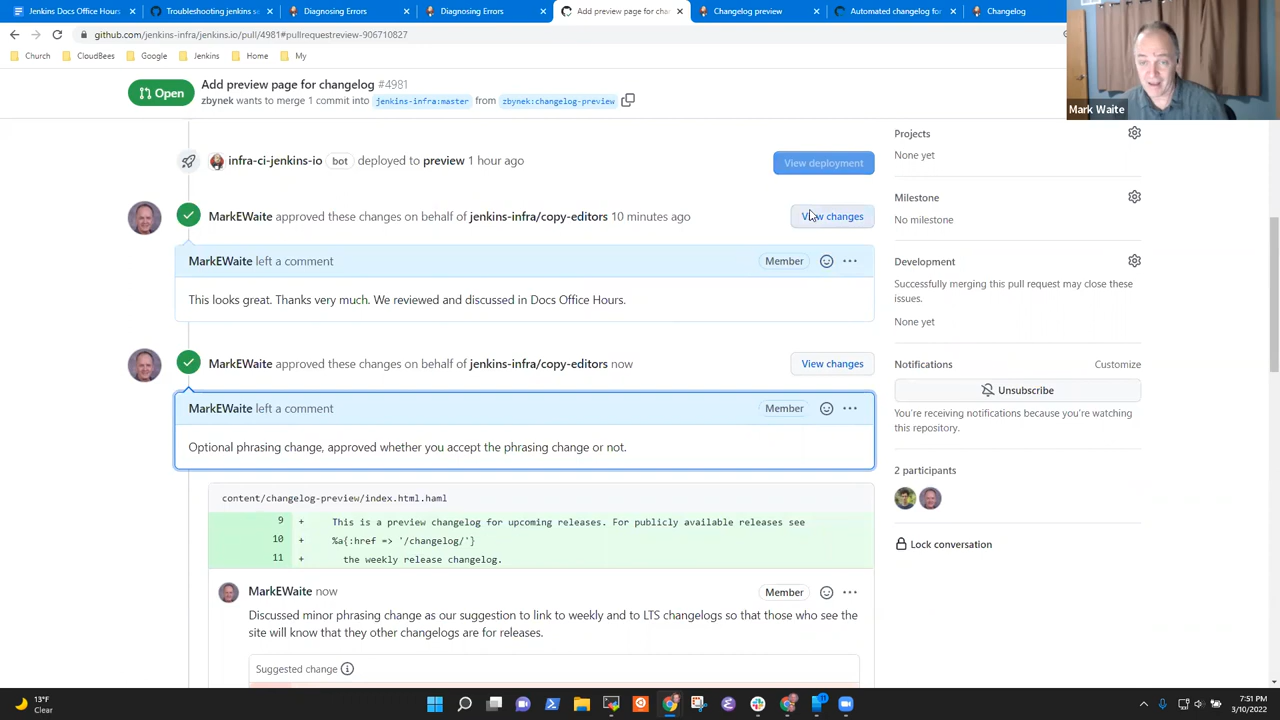 Jenkins Docs Office Hours
Troubleshooting jenkins s
Diagnosing Errors
Diagnosing Errors
Add preview page for cha
Changelog preview
Automated changelog for
Changelog
github.com/jenkins-infra/jenkins.io/pull/4981#pullrequestreview-906710827
Church
CloudBees
Google
Jenkins
Home
My
Mark Waite
Open
Add preview page for changelog #4981
zbynek wants to merge 1 commit into jenkins-infra:master from zbynek:changelog-preview
infra-ci-jenkins-io bot deployed to preview 1 hour ago
View deployment
MarkEWaite approved these changes on behalf of jenkins-infra/copy-editors 10 minutes ago
View changes
MarkEWaite left a comment
Member
This looks great. Thanks very much. We reviewed and discussed in Docs Office Hours.
MarkEWaite approved these changes on behalf of jenkins-infra/copy-editors now
View changes
MarkEWaite left a comment
Member
Optional phrasing change, approved whether you accept the phrasing change or not.
content/changelog-preview/index.html.haml
9 + This is a preview changelog for upcoming releases. For publicly available releases see
10 + %a{:href => '/changelog/'}
11 + the weekly release changelog.
MarkEWaite now
Member
Discussed minor phrasing change as our suggestion to link to weekly and to LTS changelogs so that those who see the
site will know that they other changelogs are for releases.
Suggested change
Projects
None yet
Milestone
No milestone
Development
Successfully merging this pull request may close these
issues.
None yet
Notifications
Customize
Unsubscribe
You're receiving notifications because you're watching
this repository.
2 participants
Lock conversation
13°F
Clear
7:51 PM
3/10/2022